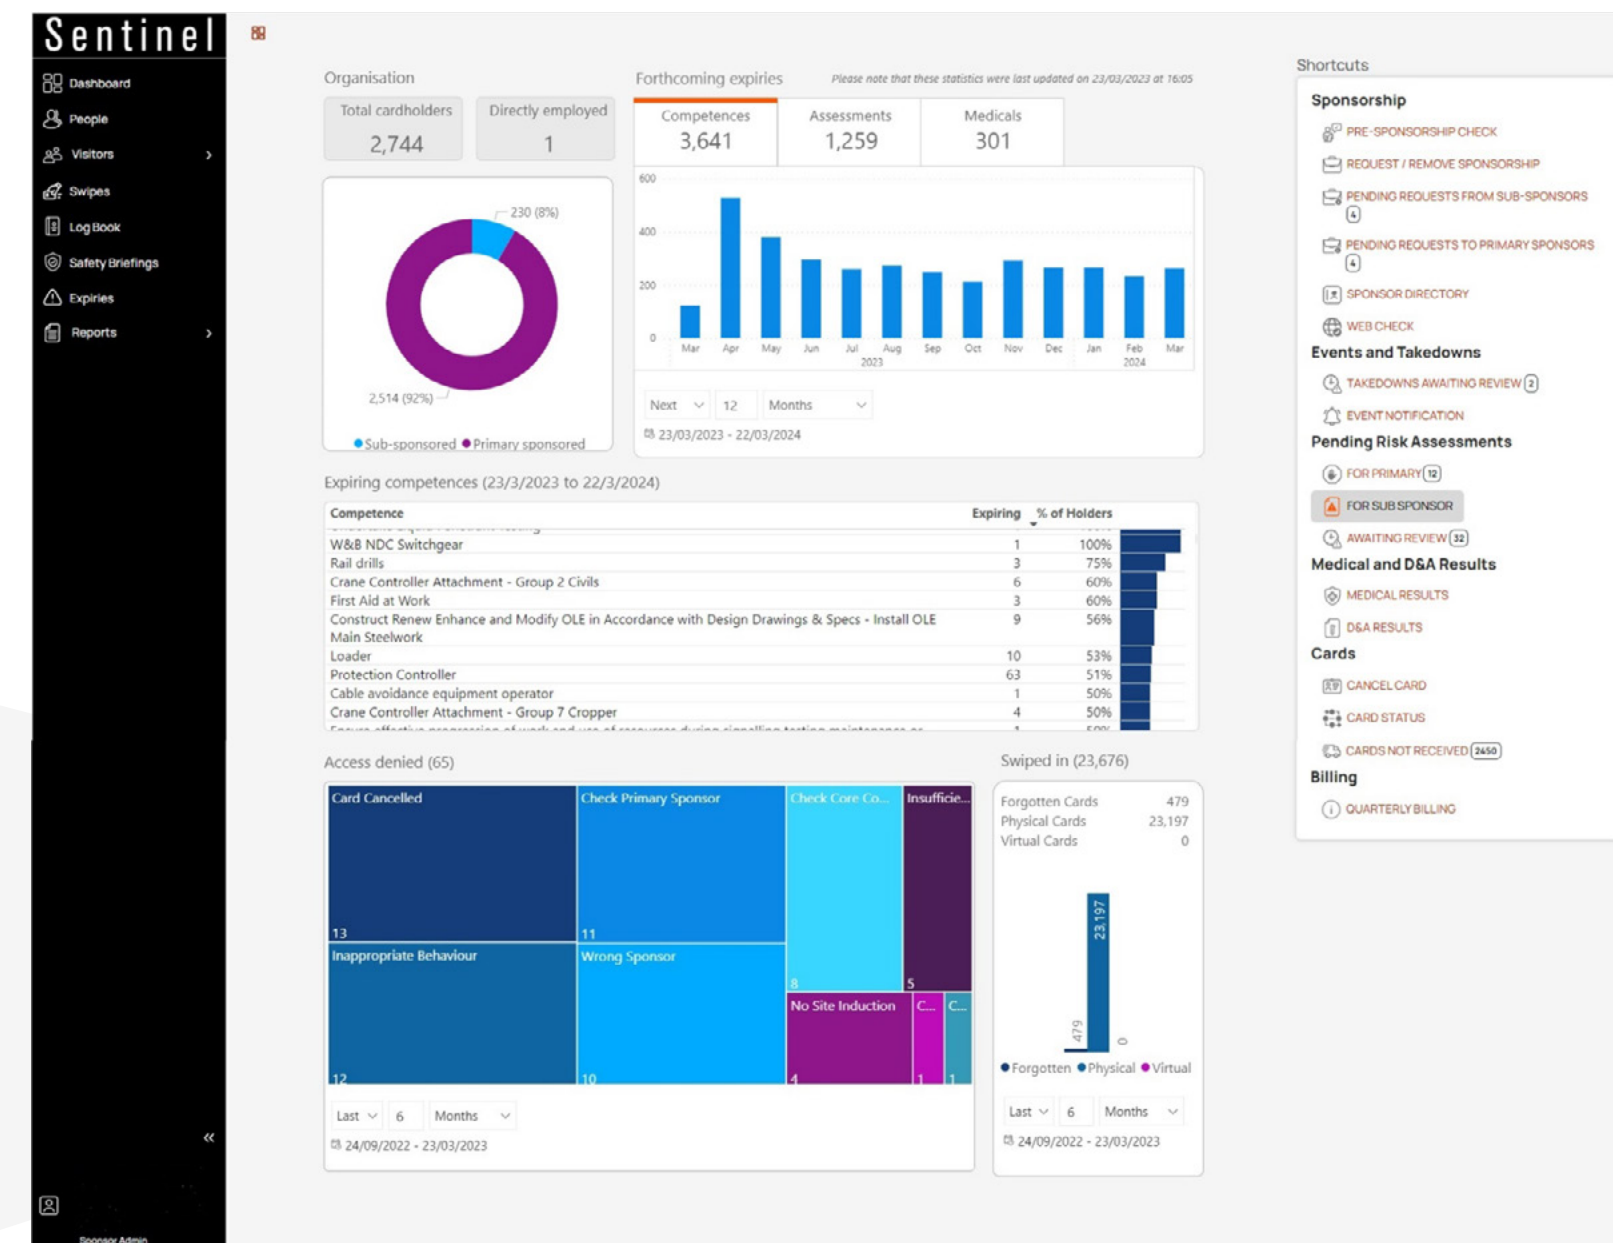 Sentinel
Dashboard
People
Visitors
Swipes
Log Book
Safety Briefings
Expiries
Reports
Sponsor Admin
Organisation
Total cardholders
2,744
Directly employed
1
230 (8%)
2,514 (92%)
Sub-sponsored Primary sponsored
Forthcoming expiries
Please note that these statistics were last updated on 23/03/2023 at 16:05
Competences
3,641
Assessments
1,259
Medicals
301
600
400
200
0
Mar Apr May Jun Jul Aug Sep Oct Nov Dec Jan Feb Mar
2023 2024
Next 12 Months
23/03/2023 - 22/03/2024
Expiring competences (23/3/2023 to 22/3/2024)
Competence Expiring % of Holders
W&B NDC Switchgear 1 100%
Rail drills 3 75%
Crane Controller Attachment - Group 2 Civils 6 60%
First Aid at Work 3 60%
Construct Renew Enhance and Modify OLE in Accordance with Design Drawings & Specs - Install OLE 9 56%
Main Steelwork
Loader 10 53%
Protection Controller 63 51%
Cable avoidance equipment operator 1 50%
Crane Controller Attachment - Group 7 Cropper 4 50%
Access denied (65)
Card Cancelled
13
Check Primary Sponsor
11
Check Core Co...
8
Insufficie...
5
Inappropriate Behaviour
12
Wrong Sponsor
10
No Site Induction
4
C...
1
C...
1
Last 6 Months
24/09/2022 - 23/03/2023
Swiped in (23,676)
Forgotten Cards 479
Physical Cards 23,197
Virtual Cards 0
479
23,197
0
Forgotten Physical Virtual
Last 6 Months
24/09/2022 - 23/03/2023
Shortcuts
Sponsorship
PRE-SPONSORSHIP CHECK
REQUEST / REMOVE SPONSORSHIP
PENDING REQUESTS FROM SUB-SPONSORS
4
PENDING REQUESTS TO PRIMARY SPONSORS
4
SPONSOR DIRECTORY
WEB CHECK
Events and Takedowns
TAKEDOWNS AWAITING REVIEW 2
EVENT NOTIFICATION
Pending Risk Assessments
FOR PRIMARY 12
FOR SUB SPONSOR
AWAITING REVIEW 32
Medical and D&A Results
MEDICAL RESULTS
D&A RESULTS
Cards
CANCEL CARD
CARD STATUS
CARDS NOT RECEIVED 2450
Billing
QUARTERLY BILLING